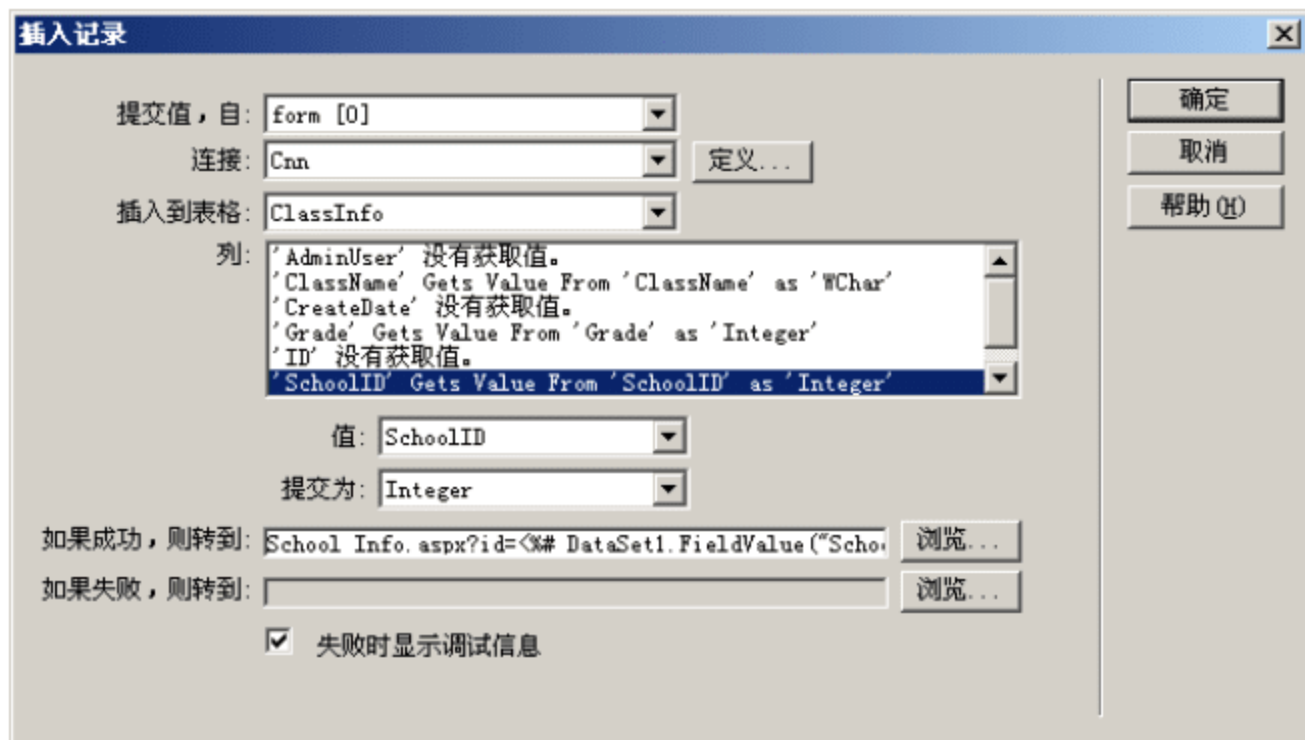 插入记录
提交值，自: form [0]
确定
连接: Cnn 定义...
取消
插入到表格: ClassInfo
帮助(H)
列: 'AdminUser' 没有获取值。
'ClassName' Gets Value From 'ClassName' as 'WChar'
'CreateDate' 没有获取值。
'Grade' Gets Value From 'Grade' as 'Integer'
'ID' 没有获取值。
'SchoolID' Gets Value From 'SchoolID' as 'Integer'
值: SchoolID
提交为: Integer
如果成功，则转到: School Info.aspx?id=<%# DataSet1.FieldValue("Schoo 浏览...
如果失败，则转到: 浏览...
失败时显示调试信息